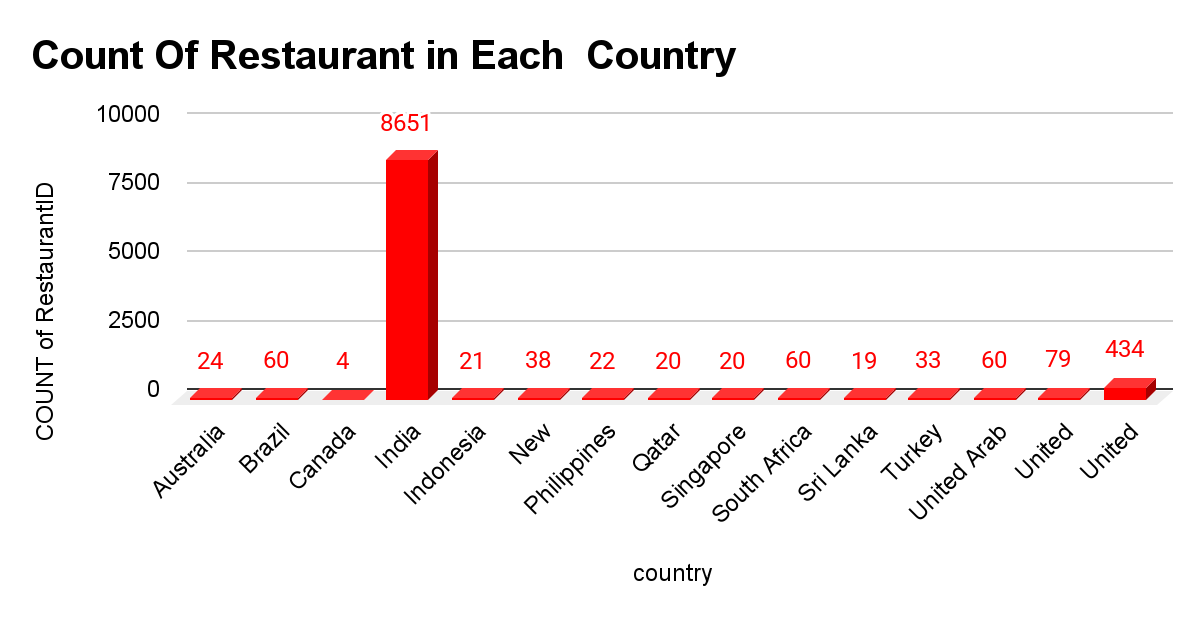 Count Of Restaurant in Each  Country
COUNT of RestaurantID
10000
7500
5000
2500
0
24
60
4
8651
21
38
22
20
20
60
19
33
60
79
434
Australia
Brazil
Canada
India
Indonesia
New
Philippines
Qatar
Singapore
South Africa
Sri Lanka
Turkey
United Arab
United
United
country